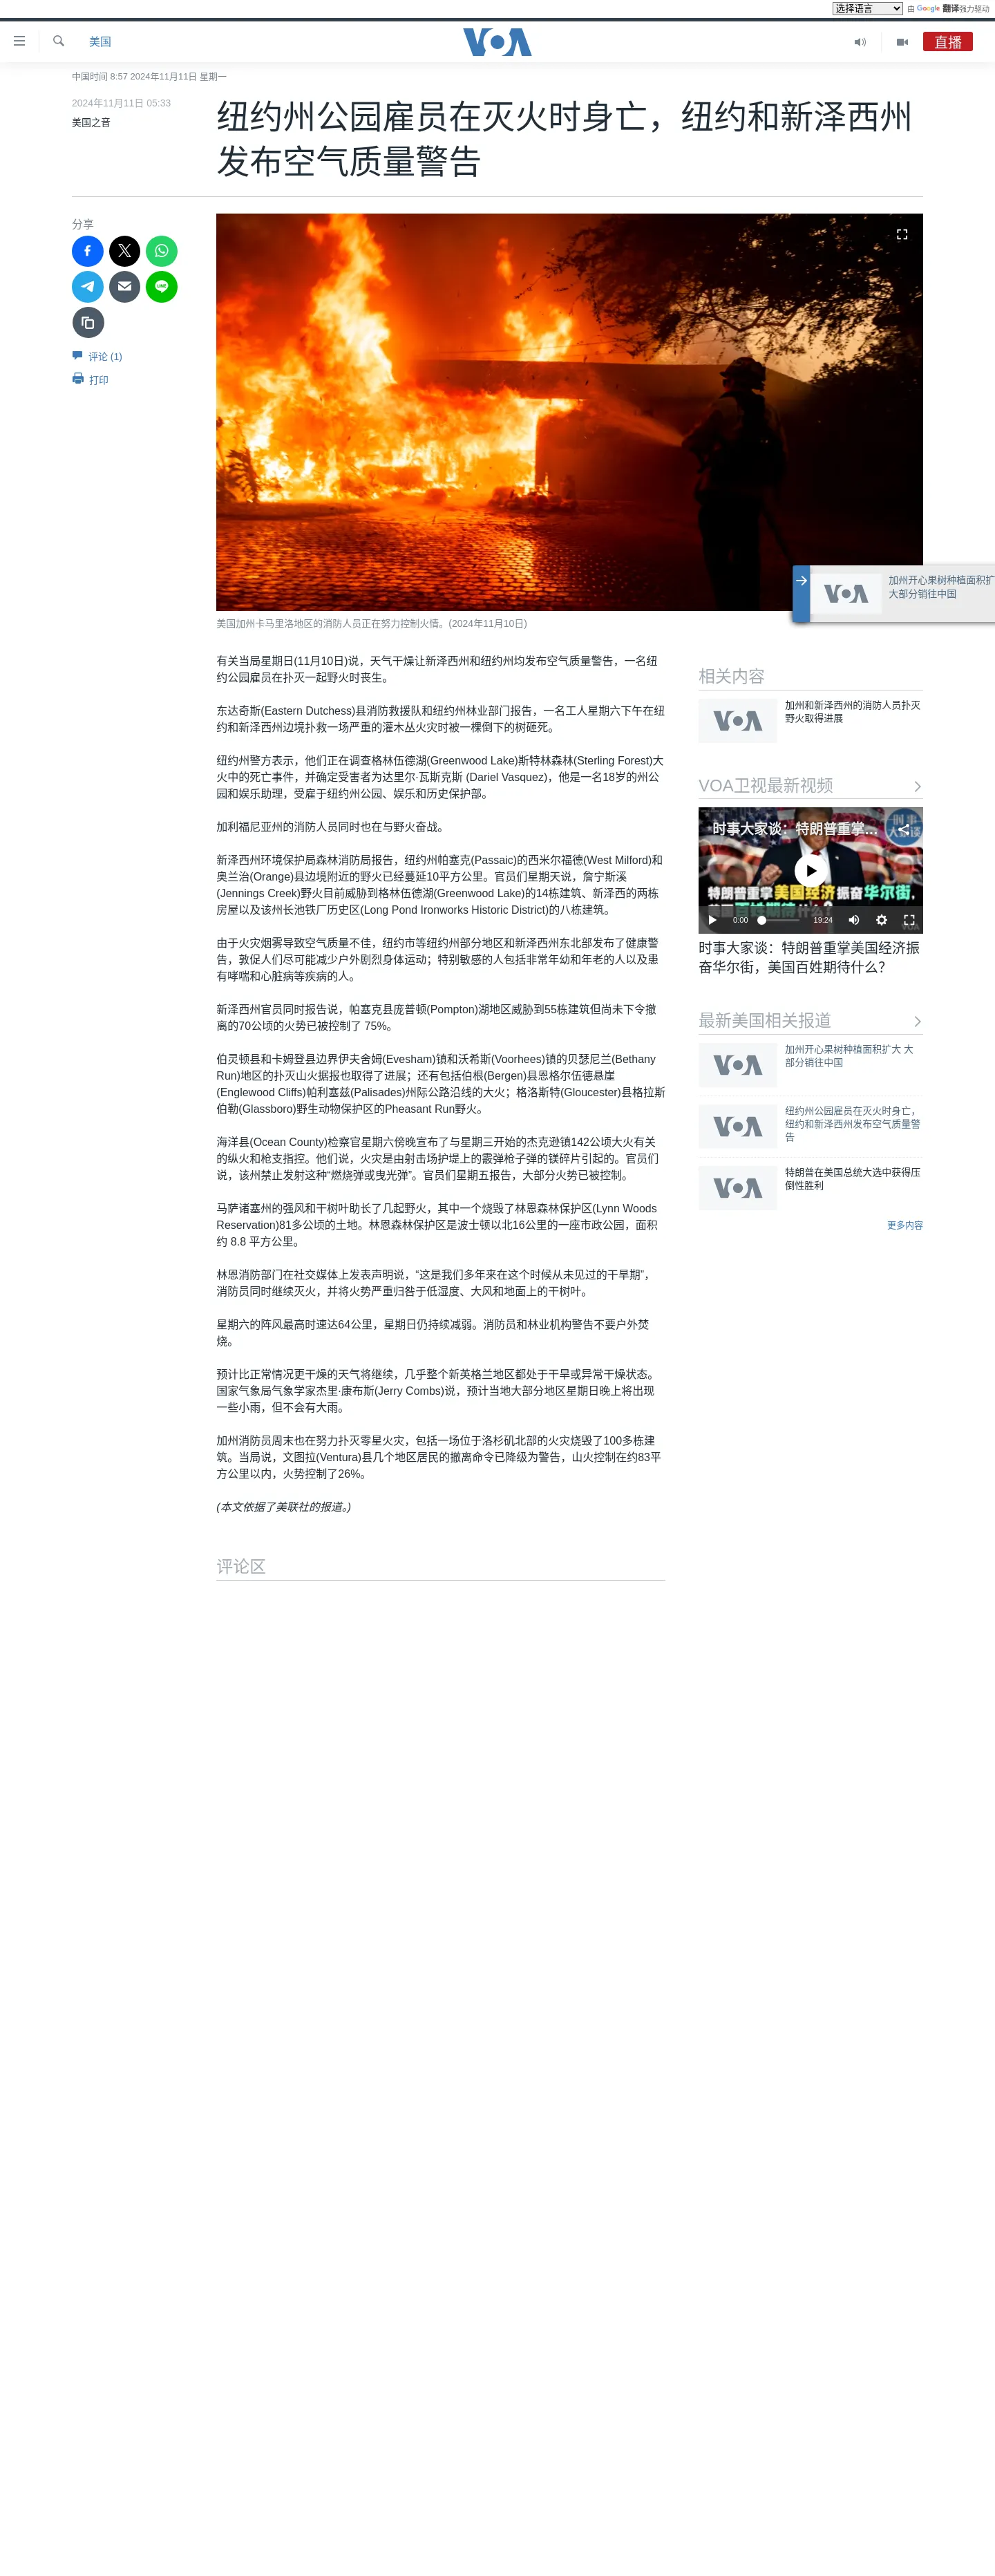 选择语言
由 Google 翻译强力驱动
美国
VOA
直播
中国时间 8:57 2024年11月11日 星期一
2024年11月11日 05:33
美国之音
纽约州公园雇员在灭火时身亡，纽约和新泽西州
发布空气质量警告
分享
评论 (1)
打印
加州开心果树种植面积扩
大部分销往中国
美国加州卡马里洛地区的消防人员正在努力控制火情。(2024年11月10日)
有关当局星期日(11月10日)说，天气干燥让新泽西州和纽约州均发布空气质量警告，一名纽
约公园雇员在扑灭一起野火时丧生。
东达奇斯(Eastern Dutchess)县消防救援队和纽约州林业部门报告，一名工人星期六下午在纽
约和新泽西州边境扑救一场严重的灌木丛火灾时被一棵倒下的树砸死。
纽约州警方表示，他们正在调查格林伍德湖(Greenwood Lake)斯特林森林(Sterling Forest)大
火中的死亡事件，并确定受害者为达里尔·瓦斯克斯 (Dariel Vasquez)，他是一名18岁的州公
园和娱乐助理，受雇于纽约州公园、娱乐和历史保护部。
加利福尼亚州的消防人员同时也在与野火奋战。
新泽西州环境保护局森林消防局报告，纽约州帕塞克(Passaic)的西米尔福德(West Milford)和
奥兰治(Orange)县边境附近的野火已经蔓延10平方公里。官员们星期天说，詹宁斯溪
(Jennings Creek)野火目前威胁到格林伍德湖(Greenwood Lake)的14栋建筑、新泽西的两栋
房屋以及该州长池铁厂历史区(Long Pond Ironworks Historic District)的八栋建筑。
由于火灾烟雾导致空气质量不佳，纽约市等纽约州部分地区和新泽西州东北部发布了健康警
告，敦促人们尽可能减少户外剧烈身体运动；特别敏感的人包括非常年幼和年老的人以及患
有哮喘和心脏病等疾病的人。
新泽西州官员同时报告说，帕塞克县庞普顿(Pompton)湖地区威胁到55栋建筑但尚未下令撤
离的70公顷的火势已被控制了 75%。
伯灵顿县和卡姆登县边界伊夫舍姆(Evesham)镇和沃希斯(Voorhees)镇的贝瑟尼兰(Bethany
Run)地区的扑灭山火据报也取得了进展；还有包括伯根(Bergen)县恩格尔伍德悬崖
(Englewood Cliffs)帕利塞兹(Palisades)州际公路沿线的大火；格洛斯特(Gloucester)县格拉斯
伯勒(Glassboro)野生动物保护区的Pheasant Run野火。
海洋县(Ocean County)检察官星期六傍晚宣布了与星期三开始的杰克逊镇142公顷大火有关
的纵火和枪支指控。他们说，火灾是由射击场护堤上的霰弹枪子弹的镁碎片引起的。官员们
说，该州禁止发射这种“燃烧弹或曳光弹”。官员们星期五报告，大部分火势已被控制。
马萨诸塞州的强风和干树叶助长了几起野火，其中一个烧毁了林恩森林保护区(Lynn Woods
Reservation)81多公顷的土地。林恩森林保护区是波士顿以北16公里的一座市政公园，面积
约 8.8 平方公里。
林恩消防部门在社交媒体上发表声明说，“这是我们多年来在这个时候从未见过的干旱期”，
消防员同时继续灭火，并将火势严重归咎于低湿度、大风和地面上的干树叶。
星期六的阵风最高时速达64公里，星期日仍持续减弱。消防员和林业机构警告不要户外焚
烧。
预计比正常情况更干燥的天气将继续，几乎整个新英格兰地区都处于干旱或异常干燥状态。
国家气象局气象学家杰里·康布斯(Jerry Combs)说，预计当地大部分地区星期日晚上将出现
一些小雨，但不会有大雨。
加州消防员周末也在努力扑灭零星火灾，包括一场位于洛杉矶北部的火灾烧毁了100多栋建
筑。当局说，文图拉(Ventura)县几个地区居民的撤离命令已降级为警告，山火控制在约83平
方公里以内，火势控制了26%。
(本文依据了美联社的报道。)
评论区
相关内容
VOA
加州和新泽西州的消防人员扑灭
野火取得进展
VOA卫视最新视频
时事大家谈：特朗普重掌…
时事
大家谈
特朗普重掌美国经济振奋华尔街，
百姓期待什么？
0:00
19:24
时事大家谈：特朗普重掌美国经济振
奋华尔街，美国百姓期待什么？
最新美国相关报道
VOA
加州开心果树种植面积扩大 大
部分销往中国
VOA
纽约州公园雇员在灭火时身亡，
纽约和新泽西州发布空气质量警
告
VOA
特朗普在美国总统大选中获得压
倒性胜利
更多内容